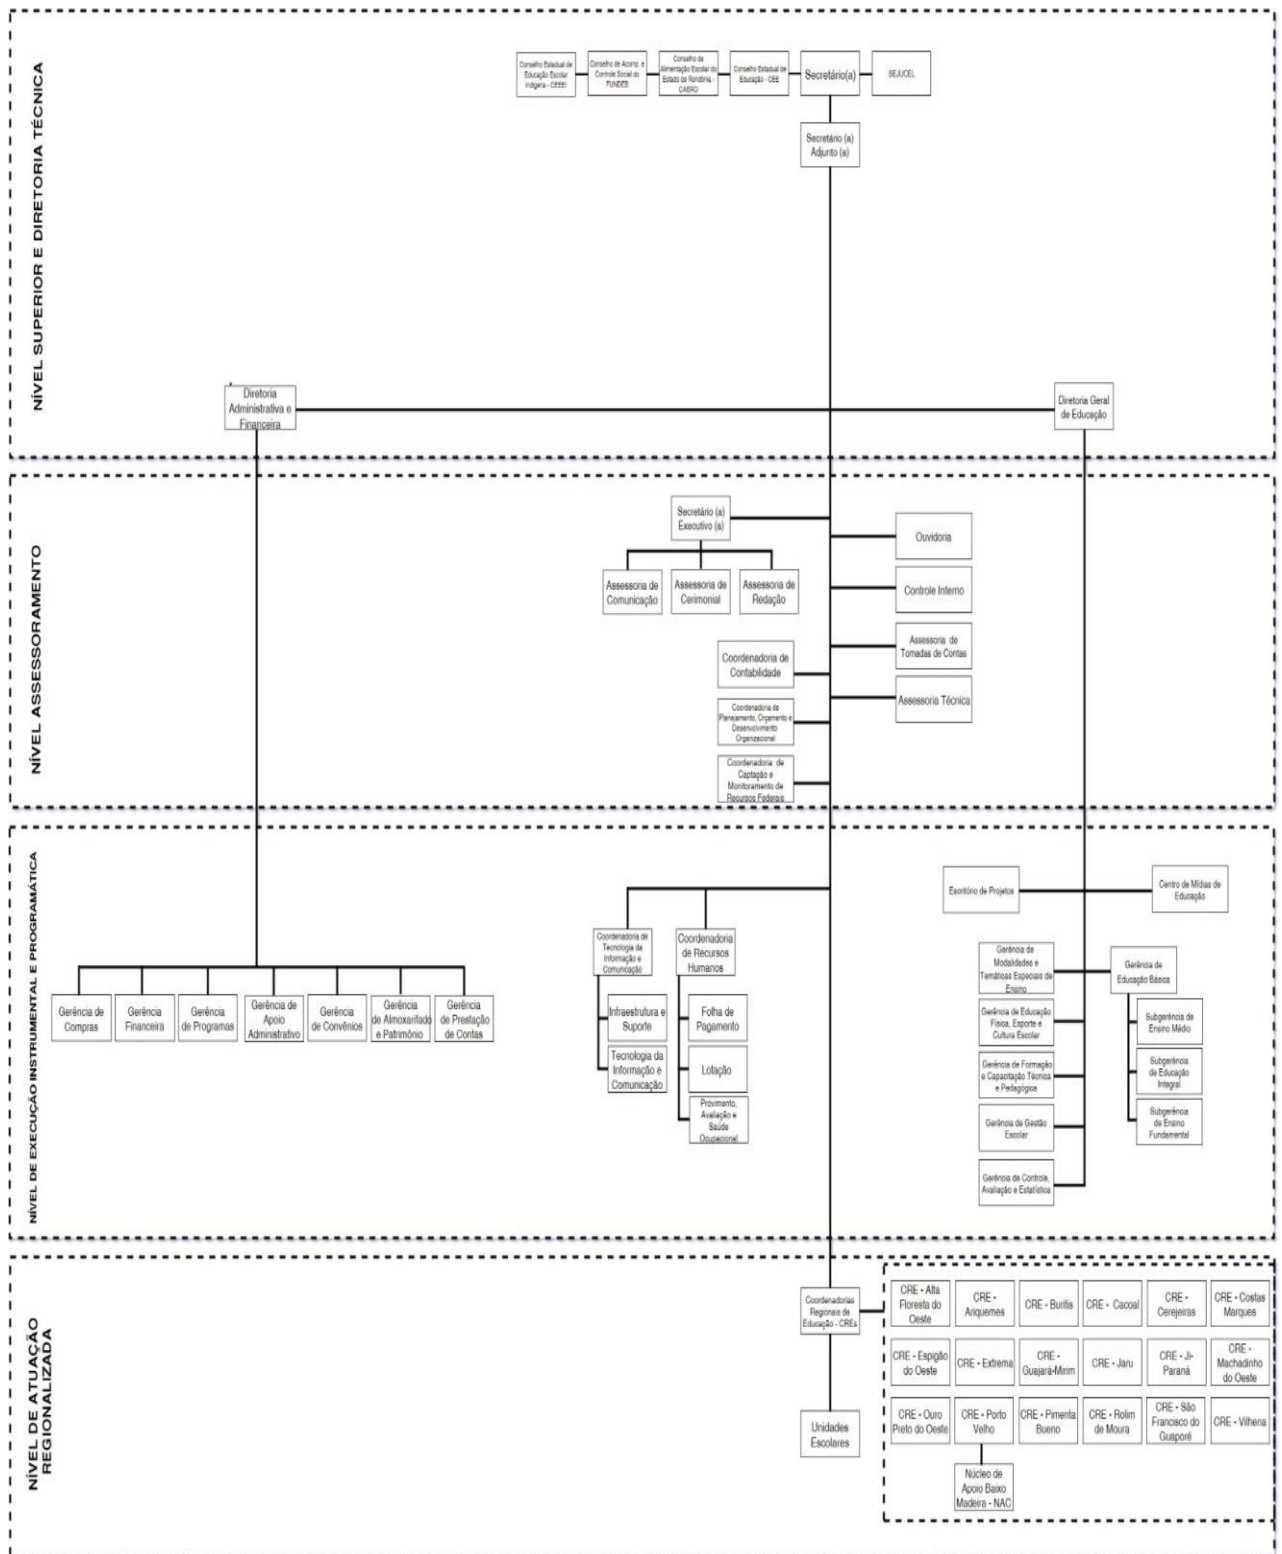 NÍVEL SUPERIOR E DIRETORIA TÉCNICA
Conselho Estadual de
Educação Escolar
Indígena - CEEEI
Conselho de Acomp. e
Controle Social do
FUNDEB
Conselho de
Alimentação Escolar do
Estado de Rondônia -
CAERO
Conselho Estadual de
Educação - CEE
Secretário(a)
SEJUCEL
Secretário (a)
Adjunto (a)
Diretoria
Administrativa e
Financeira
Diretoria Geral
de Educação
NÍVEL ASSESSORAMENTO
Secretário (a)
Executivo (a)
Assessoria de
Comunicação
Assessoria de
Cerimonial
Assessoria de
Redação
Ouvidoria
Controle Interno
Assessoria de
Tomadas de Contas
Assessoria Técnica
Coordenadoria de
Contabilidade
Coordenadoria de
Planejamento, Orçamento e
Desenvolvimento
Organizacional
Coordenadoria de
Captação e
Monitoramento de
Recursos Federais
NÍVEL DE EXECUÇÃO INSTRUMENTAL E PROGRAMÁTICA
Gerência de
Compras
Gerência
Financeira
Gerência
de Programas
Gerência de
Apoio
Administrativo
Gerência
de Convênios
Gerência
de Almoxarifado
e Patrimônio
Gerência
de Prestação
de Contas
Coordenadoria de
Tecnologia da
Informação e
Comunicação
Infraestrutura e
Suporte
Tecnologia da
Informação e
Comunicação
Coordenadoria
de Recursos
Humanos
Folha de
Pagamento
Lotação
Provimento,
Avaliação e
Saúde
Ocupacional
Escritório de Projetos
Centro de Mídias de
Educação
Gerência de
Modalidades e
Temáticas Especiais de
Ensino
Gerência de Educação
Física, Esporte e
Cultura Escolar
Gerência de Formação
e Capacitação Técnica
e Pedagógica
Gerência de Gestão
Escolar
Gerência de Controle,
Avaliação e Estatística
Gerência de
Educação Básica
Subgerência de
Ensino Médio
Subgerência
de Educação
Integral
Subgerência
de Ensino
Fundamental
NÍVEL DE ATUAÇÃO
REGIONALIZADA
Coordenadorias
Regionais de
Educação - CREs
Unidades
Escolares
CRE - Alta
Floresta do
Oeste
CRE -
Ariquemes
CRE - Buritis
CRE - Cacoal
CRE -
Cerejeiras
CRE - Costas
Marques
CRE - Espigão
do Oeste
CRE - Extrema
CRE -
Guajará-Mirim
CRE - Jaru
CRE - Ji-
Paraná
CRE -
Machadinho
do Oeste
CRE - Ouro
Preto do Oeste
CRE - Porto
Velho
CRE - Pimenta
Bueno
CRE - Rolim
de Moura
CRE - São
Francisco do
Guaporé
CRE - Vilhena
Núcleo de
Apoio Baixo
Madeira - NAC